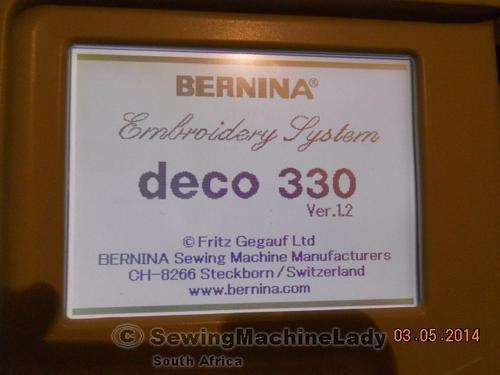 BERNINA®
Embroidery System
deco 330
Ver.1.2
© Fritz Gegauf Ltd
BERNINA Sewing Machine Manufacturers
CH-8266 Steckborn/Switzerland
www.bernina.com
© SewingMachineLady 03.05.2014
South Africa